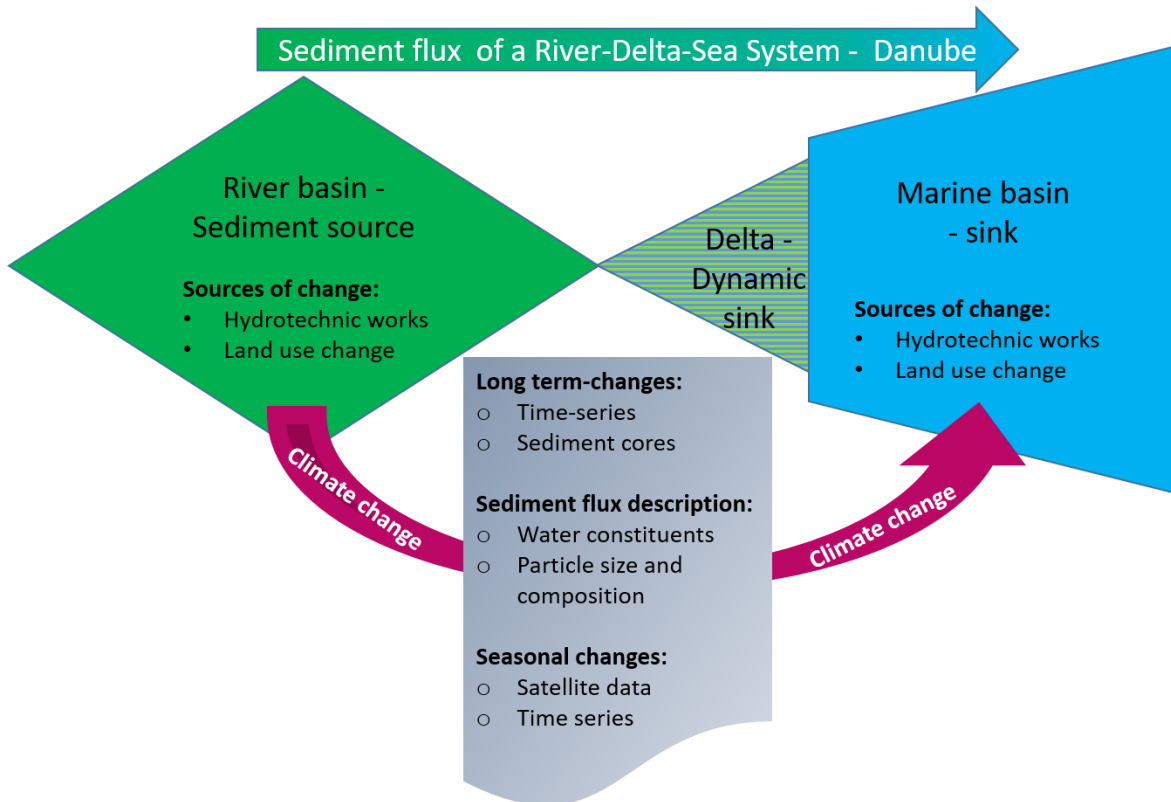 Sediment flux  of a River-Delta-Sea System -  Danube
River basin -
Sediment source
Sources of change:
• Hydrotechnic works
• Land use change
Delta -
Dynamic
sink
Marine basin
- sink
Sources of change:
• Hydrotechnic works
• Land use change
Climate change
Long term-changes:
o Time-series
o Sediment cores
Sediment flux description:
o Water constituents
o Particle size and
composition
Seasonal changes:
o Satellite data
o Time series
Climate change